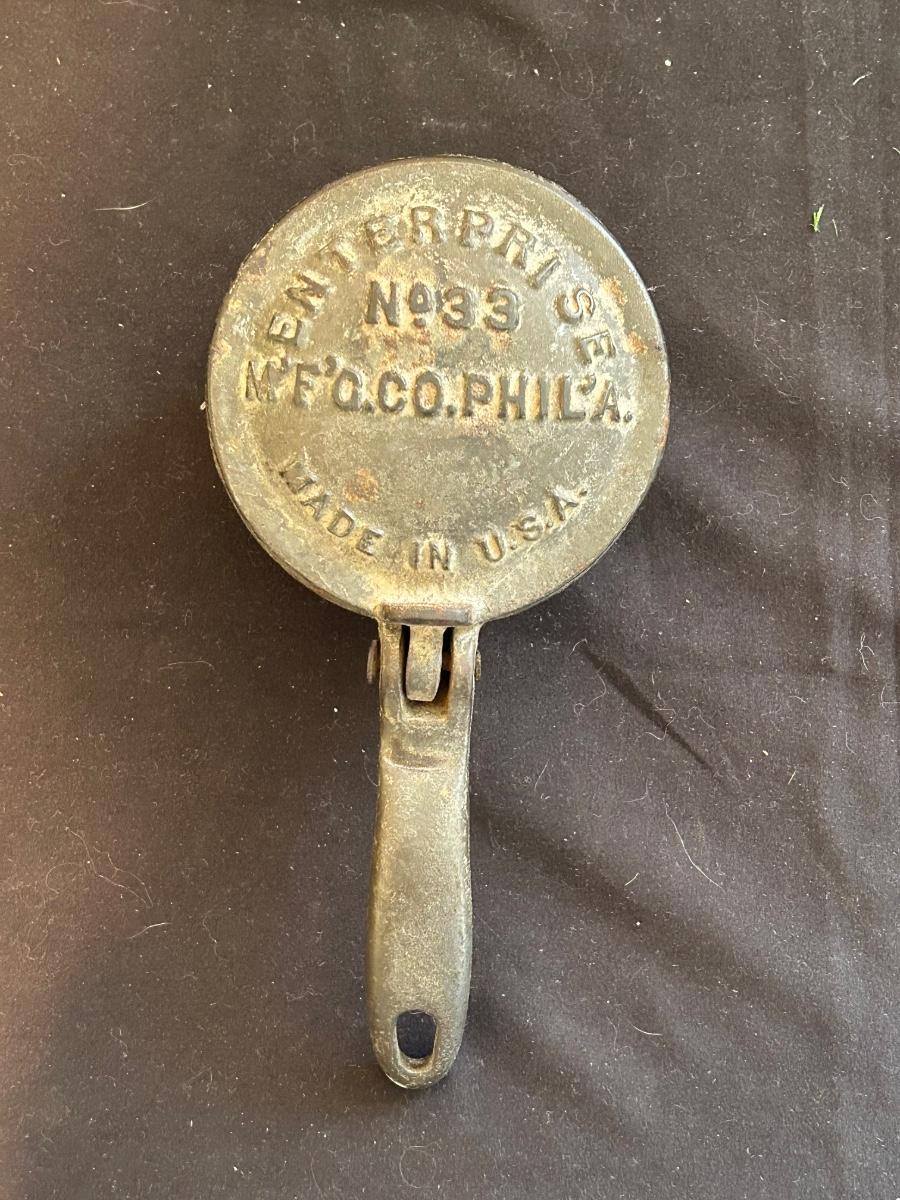 ENTERPRISE
Nº33
M'F'G.CO.PHIL'A.
MADE IN U.S.A.